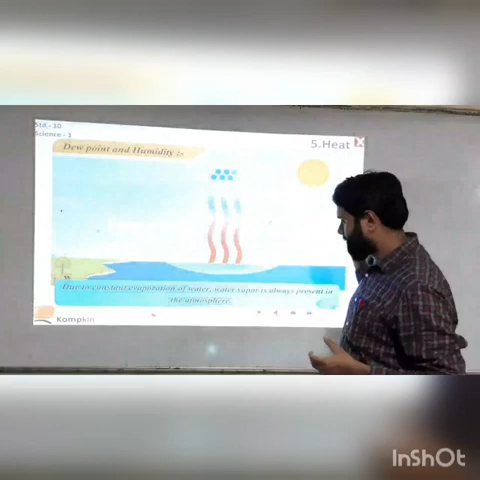 Std.- 10
Science - 1
5.Heat
Dew point and Humidity :-
Due to constant evaporation of water, water vapor is always present in
the atmosphere.
Kompkin
InShOt